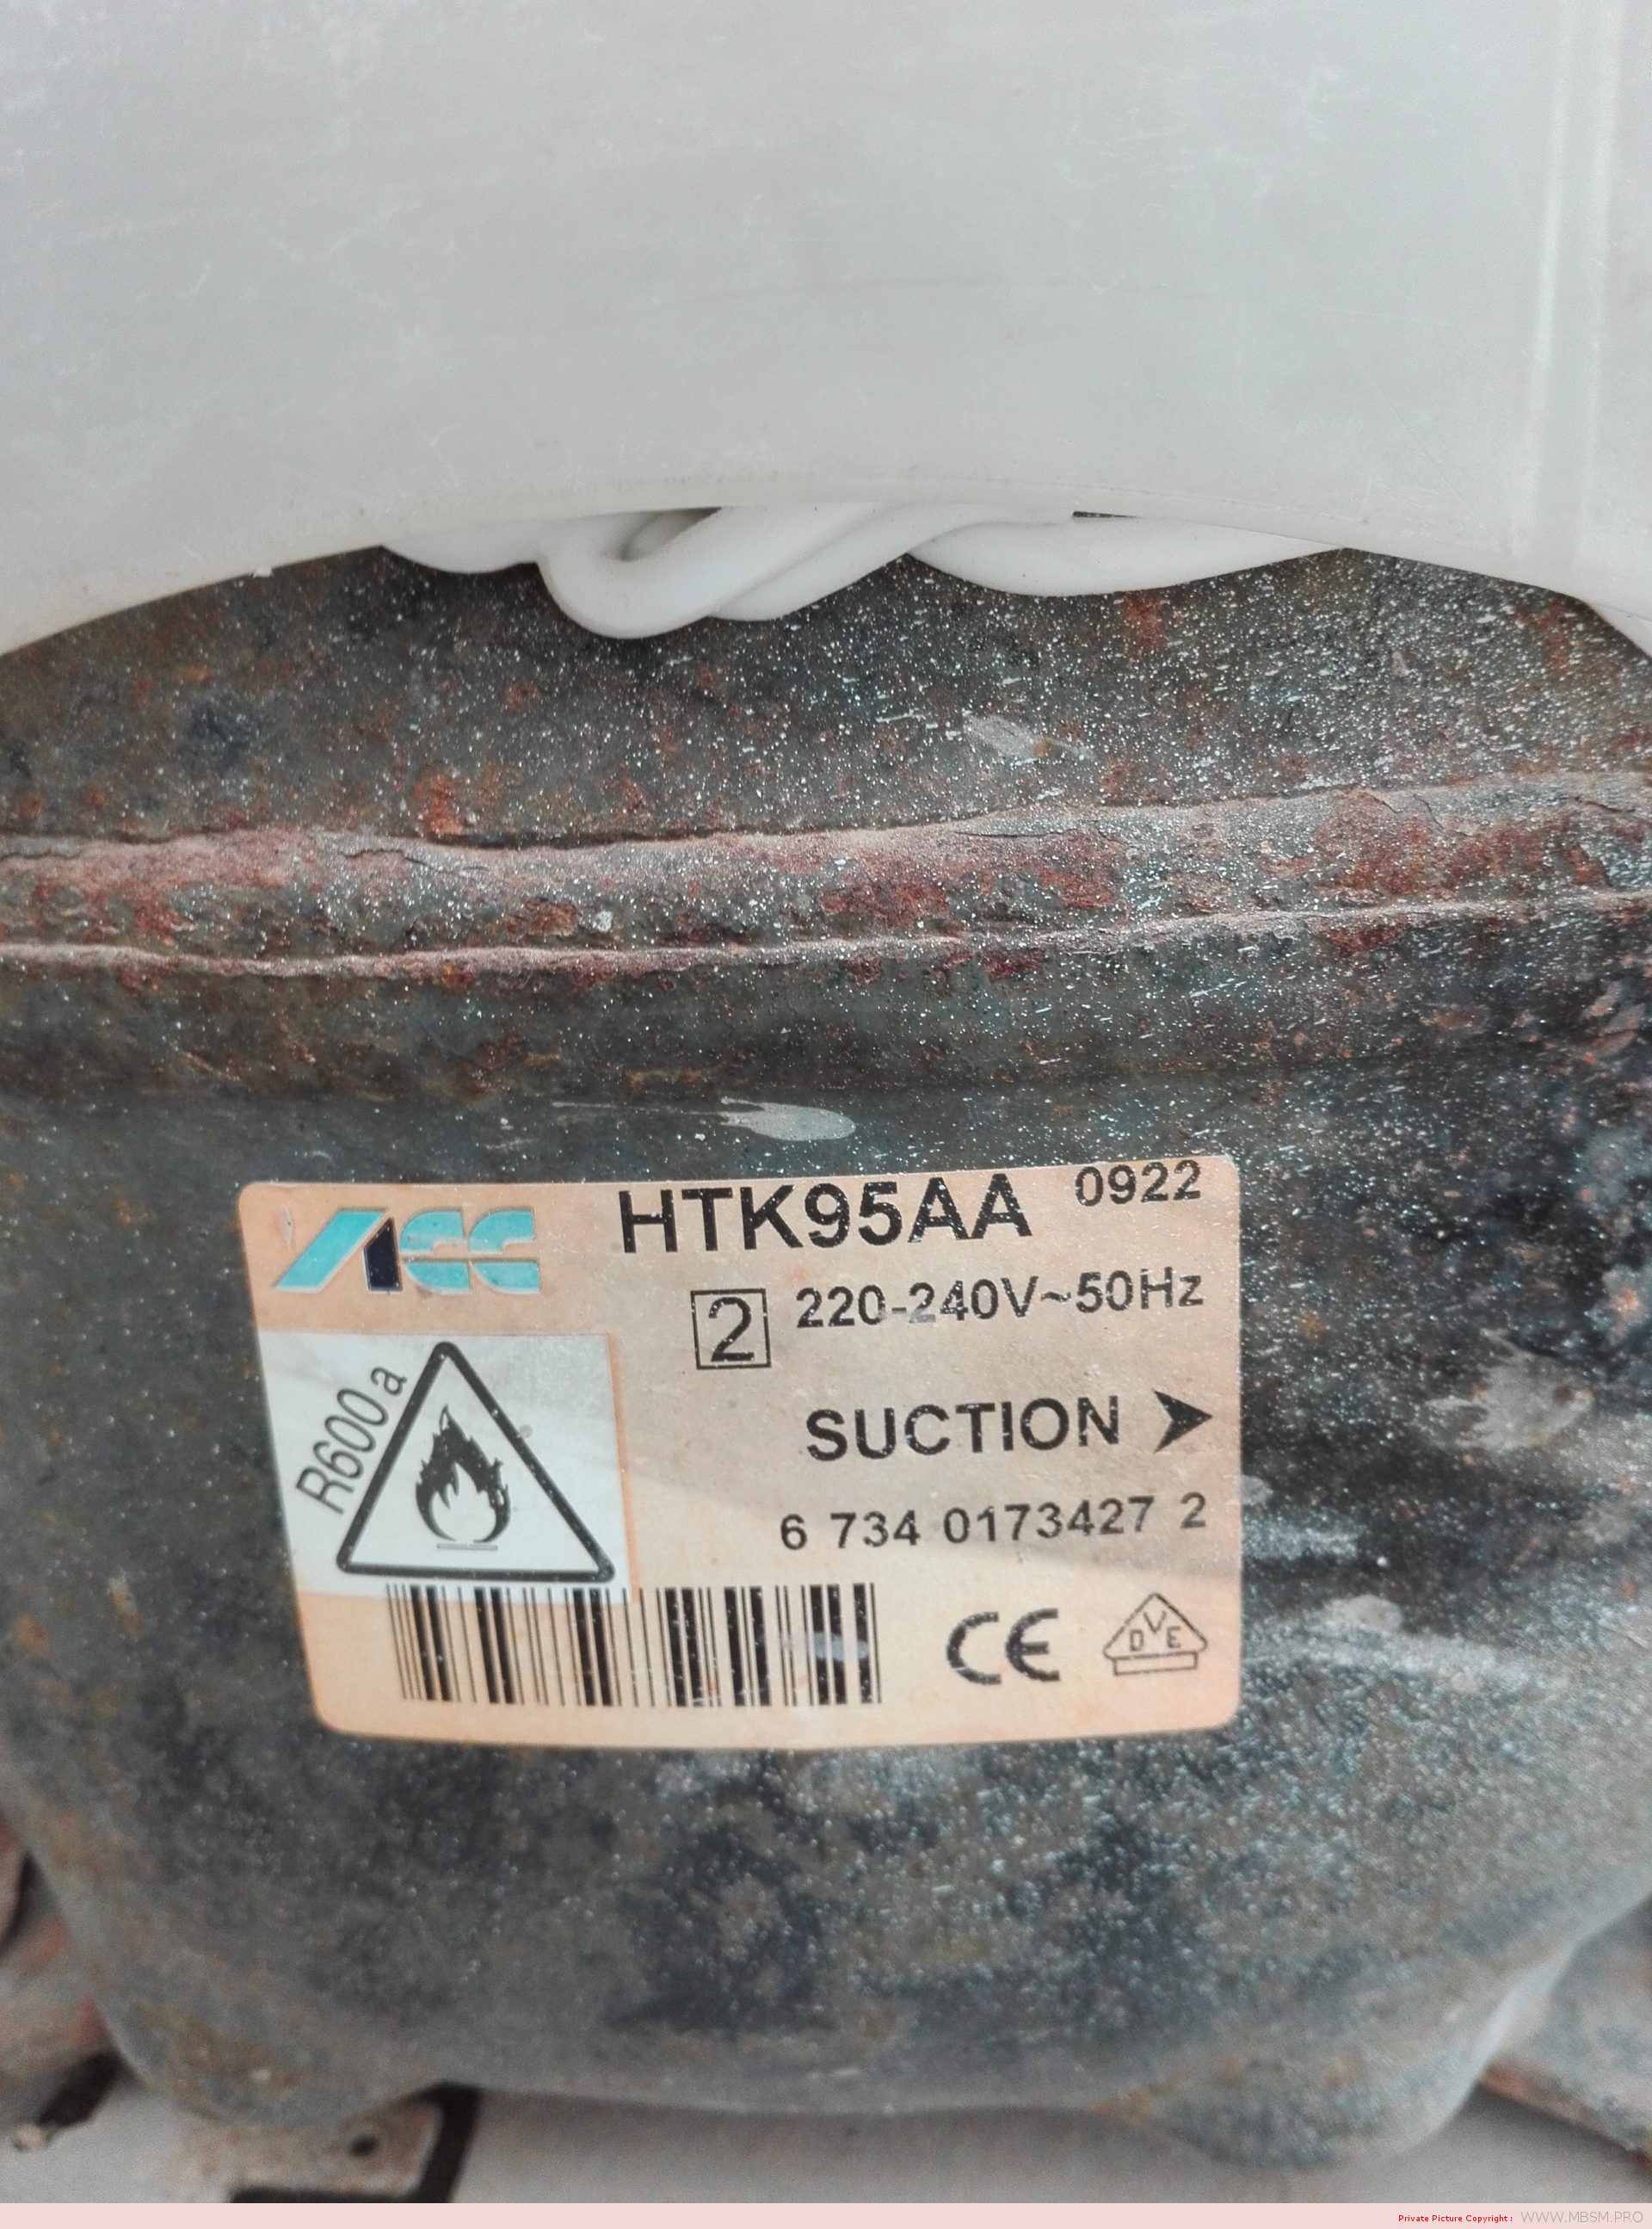 ACC HTK95AA 0922
2 220-240V~50Hz
R600a
SUCTION ➤
6 734 0173427 2
CE DVE
Private Picture Copyright : WWW.MBSM.PRO